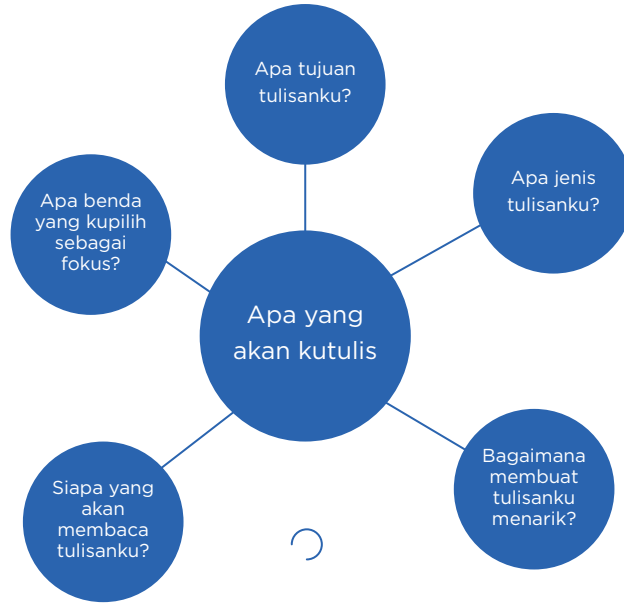 Apa tujuan
tulisanku?
Apa jenis
tulisanku?
Apa benda
yang kupilih
sebagai
fokus?
Apa yang
akan kutulis
Bagaimana
membuat
tulisanku
menarik?
Siapa yang
akan
membaca
tulisanku?